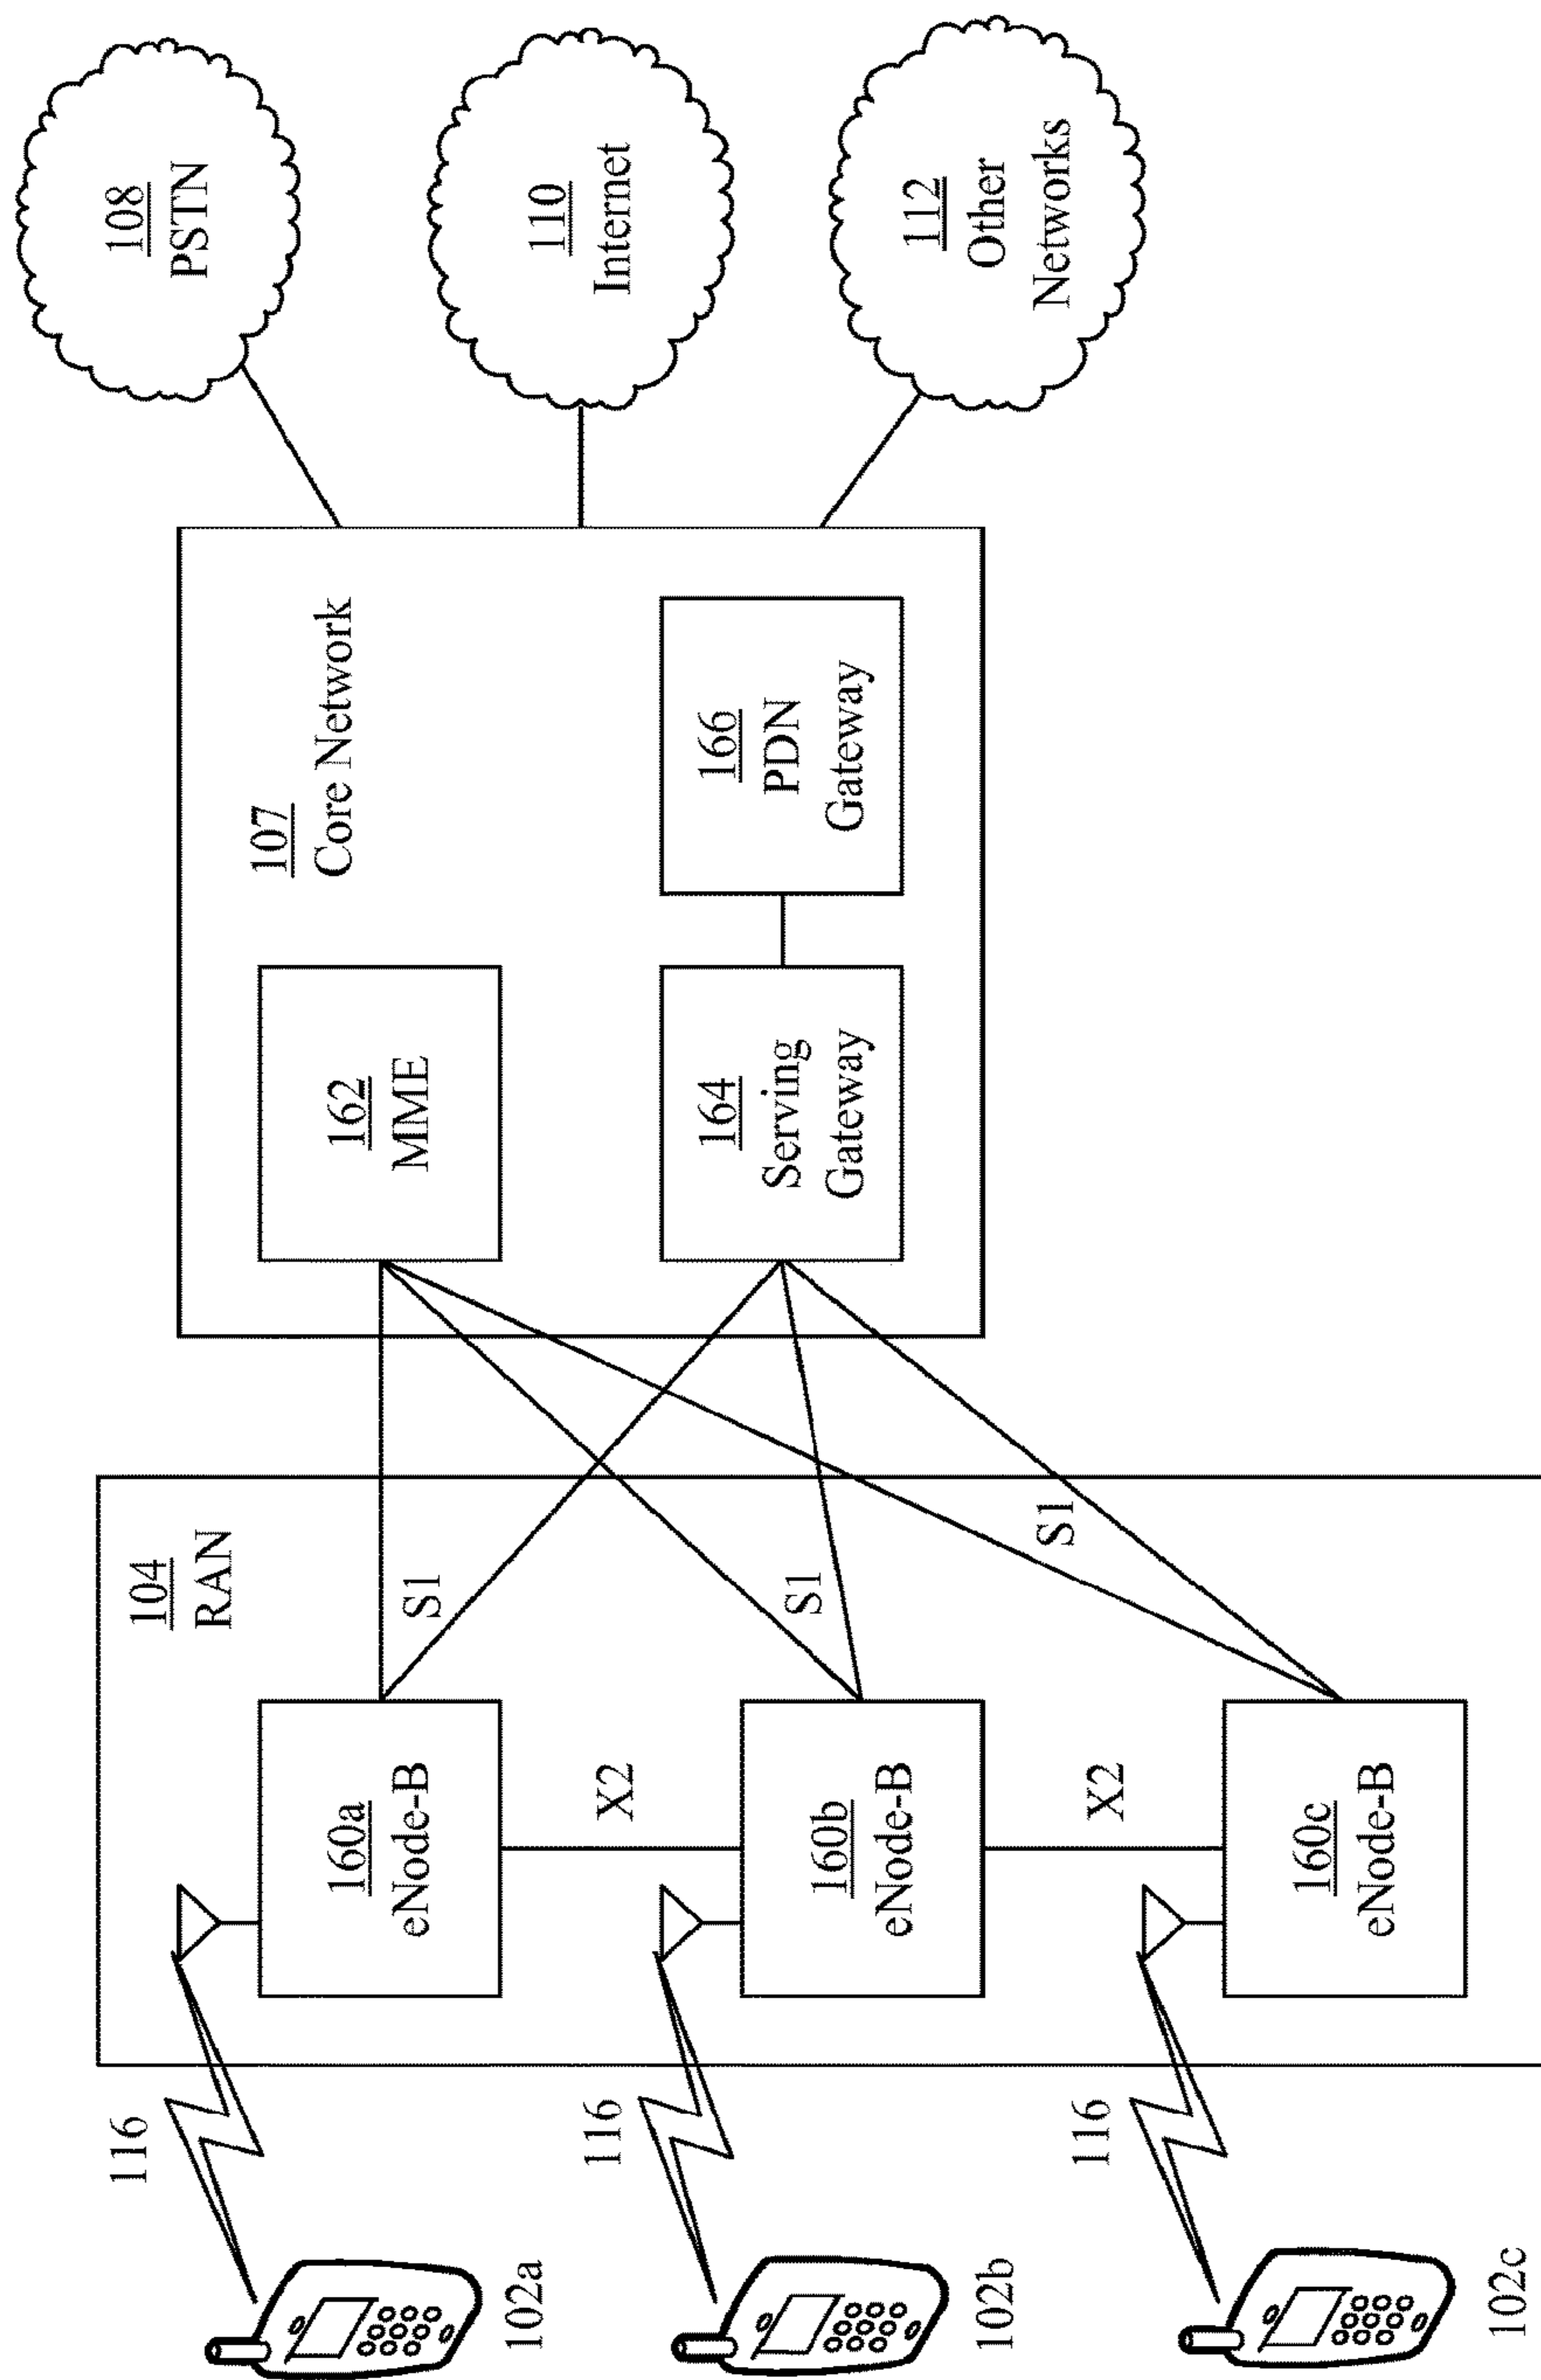 102a
116
104
RAN
160a
eNode-B
S1
X2
102b
116
160b
eNode-B
S1
X2
102c
116
160c
eNode-B
S1
107
Core Network
162
MME
164
Serving
Gateway
166
PDN
Gateway
108
PSTN
110
Internet
112
Other
Networks